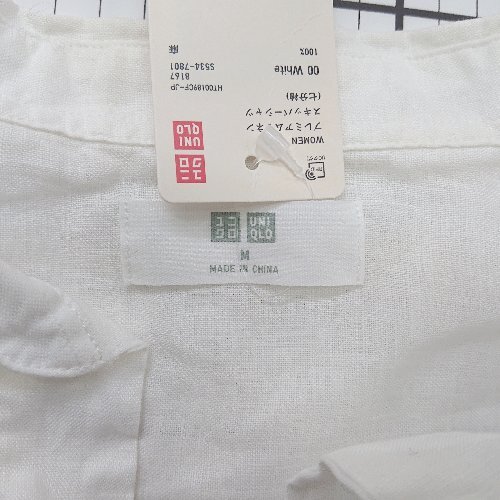 WOMEN
プレミアムリネン
スキッパーシャツ
(七分袖)
00 White
100%
麻
HT00189CF-JP
8167
S534-7801
UNI
QLO
ユニ
クロ
ユニ
クロ
UNI
QLO
M
MADE IN CHINA